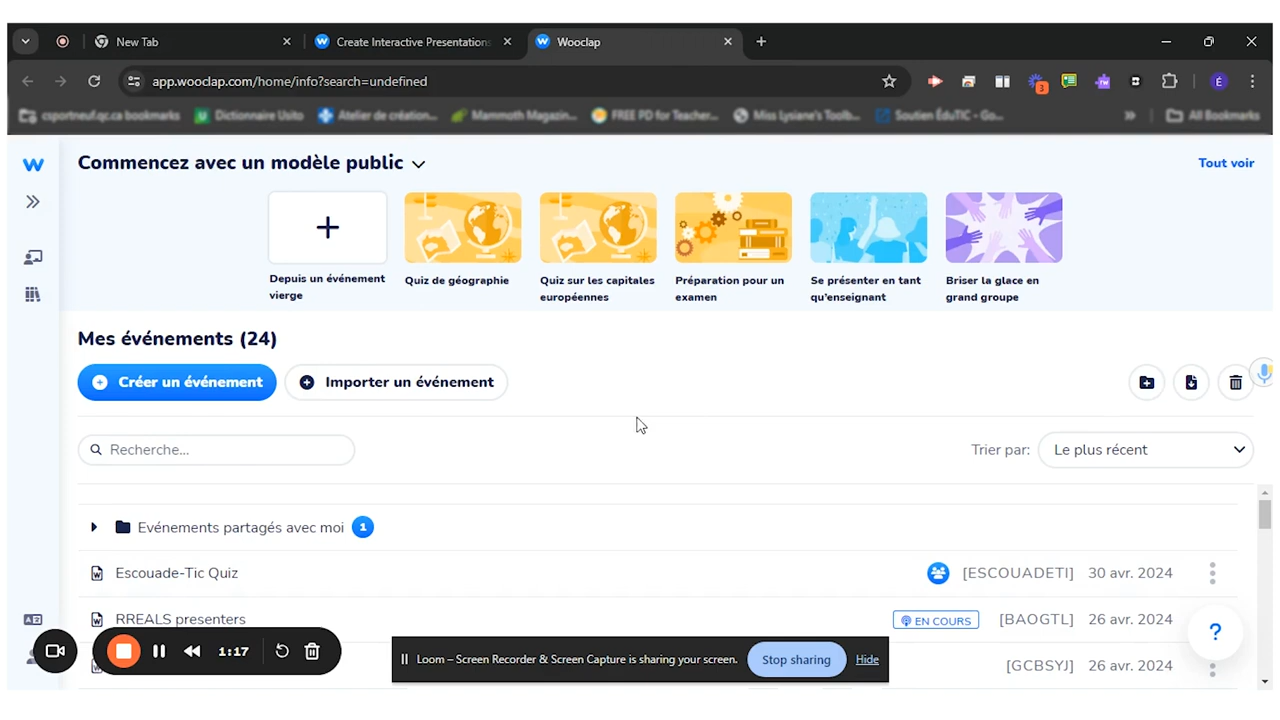 New Tab
Create Interactive Presentations
Wooclap
app.wooclap.com/home/info?search=undefined
3
É
csportneuf.qc.ca bookmarks
Dictionnaire Usito
Atelier de création...
Mammoth Magazin...
FREE PD for Teacher...
Miss Lysiane's Toolb...
Soutien ÉduTIC - Go...
All Bookmarks
Commencez avec un modèle public
Tout voir
Depuis un événement
vierge
Quiz de géographie
Quiz sur les capitales
européennes
Préparation pour un
examen
Se présenter en tant
qu'enseignant
Briser la glace en
grand groupe
Mes événements (24)
Créer un événement
Importer un événement
Recherche...
Trier par:
Le plus récent
Evénements partagés avec moi
1
Escouade-Tic Quiz
[ESCOUADETI]
30 avr. 2024
RREALS presenters
EN COURS
[BAOGTL]
26 avr. 2024
?
1:17
Loom – Screen Recorder & Screen Capture is sharing your screen.
Stop sharing
Hide
[GCBSYJ]
26 avr. 2024